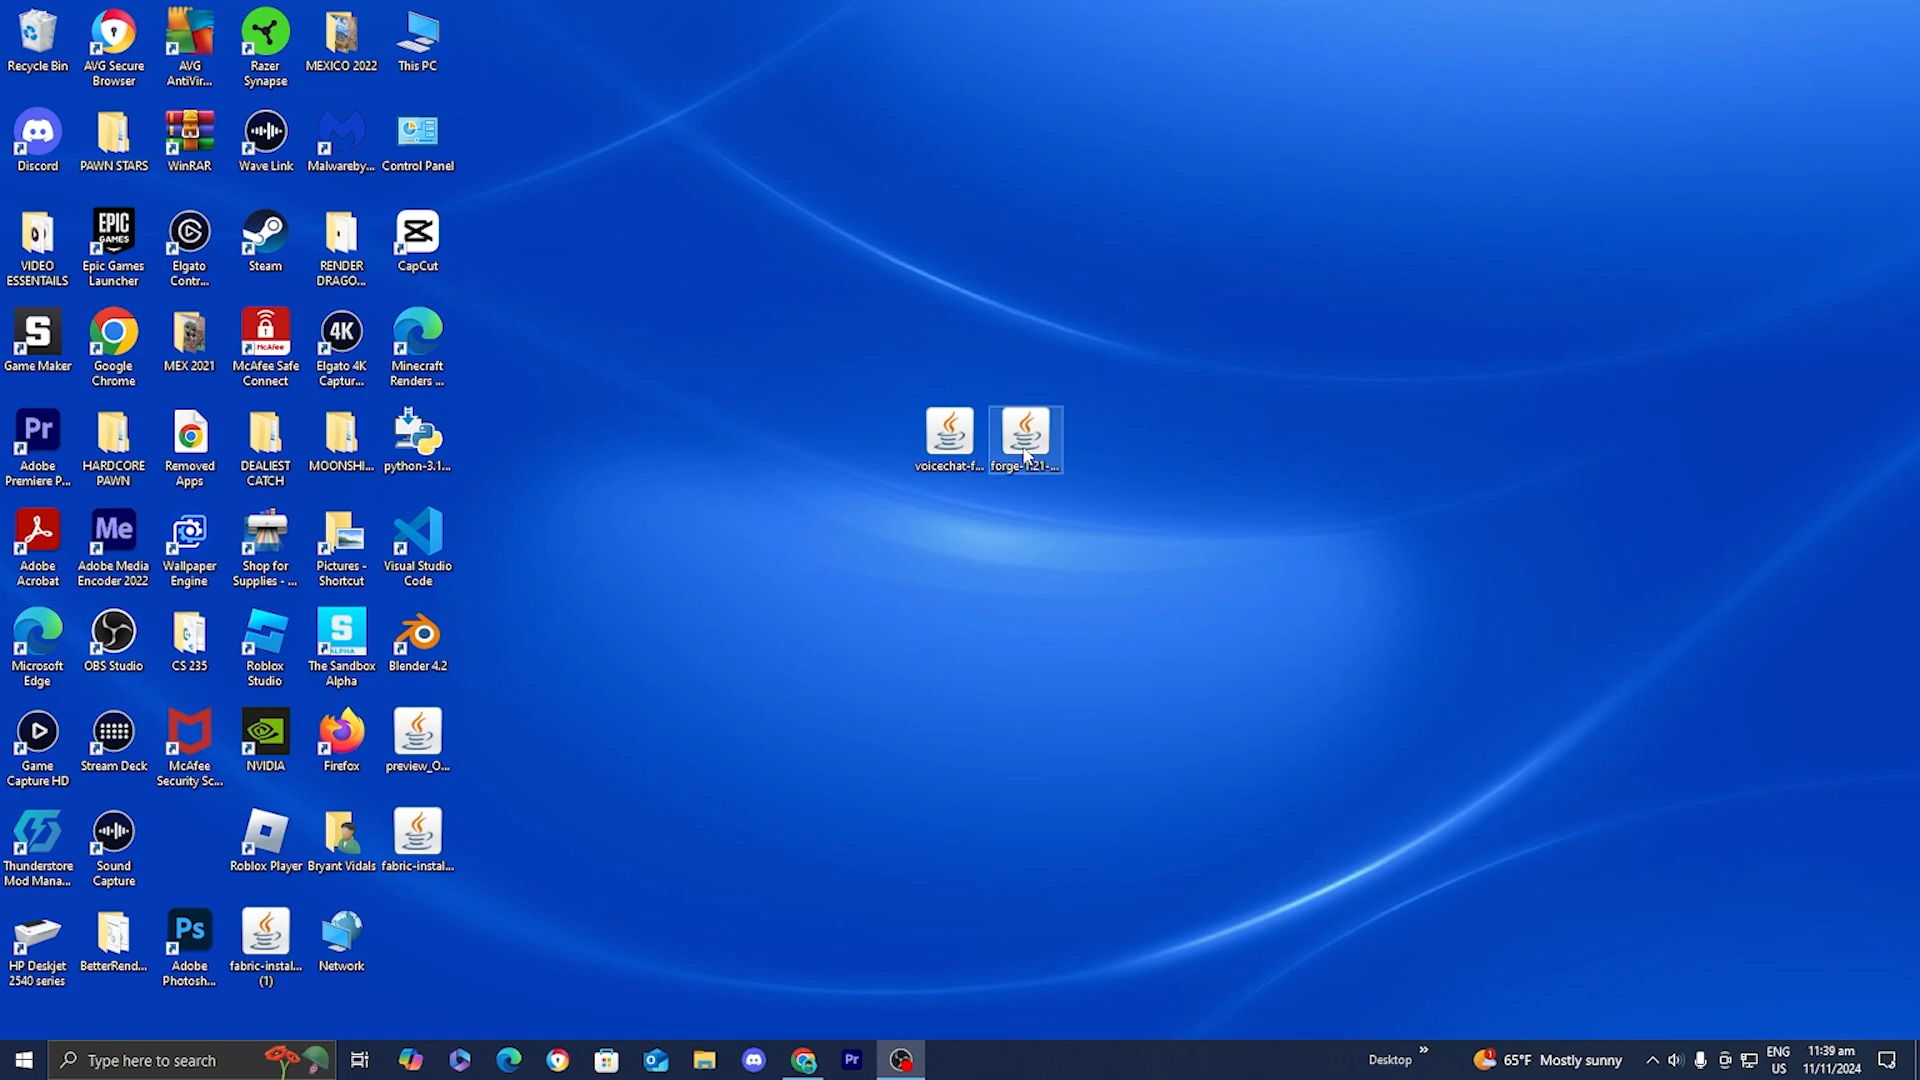 Recycle Bin
AVG Secure
Browser
AVG
AntiVir...
Razer
Synapse
MEXICO 2022
This PC
Discord
PAWN STARS
WinRAR
Wave Link
Malwareby...
Control Panel
VIDEO
ESSENTAILS
EPIC
GAMES
Epic Games
Launcher
Elgato
Contr...
Steam
RENDER
DRAGO...
CapCut
S
Game Maker
Google
Chrome
MEX 2021
McAfee
McAfee Safe
Connect
4K
Elgato 4K
Captur...
Minecraft
Renders ...
Pr
Adobe
Premiere P...
HARDCORE
PAWN
Removed
Apps
DEALIEST
CATCH
MOONSHI...
python-3.1...
voicechat-f...
forge-1.21-...
Adobe
Acrobat
Me
Adobe Media
Encoder 2022
Wallpaper
Engine
Shop for
Supplies - ...
Pictures -
Shortcut
Visual Studio
Code
Microsoft
Edge
OBS Studio
CS 235
Roblox
Studio
S
ALPHA
The Sandbox
Alpha
Blender 4.2
Game
Capture HD
Stream Deck
McAfee
Security Sc...
NVIDIA
Firefox
preview_O...
Thunderstore
Mod Mana...
Sound
Capture
Roblox Player
Bryant Vidals
fabric-instal...
HP Deskjet
2540 series
BetterRend...
Ps
Adobe
Photosh...
fabric-instal...
(1)
Network
Type here to search
Pr
Desktop
»
1
65°F Mostly sunny
ENG
US
11:39 am
11/11/2024